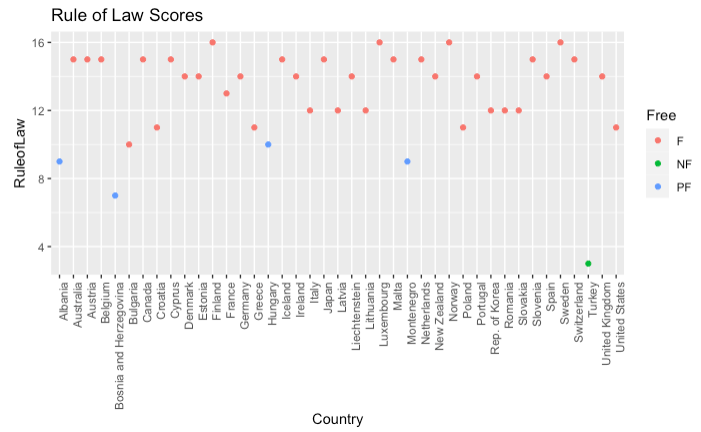 Rule of Law Scores
RuleofLaw
16
12
8
4
Albania
Australia
Austria
Belgium
Bosnia and Herzegovina
Bulgaria
Canada
Croatia
Cyprus
Denmark
Estonia
Finland
France
Germany
Greece
Hungary
Iceland
Ireland
Italy
Japan
Latvia
Liechtenstein
Lithuania
Luxembourg
Malta
Montenegro
Netherlands
New Zealand
Norway
Poland
Portugal
Rep. of Korea
Romania
Slovakia
Slovenia
Spain
Sweden
Switzerland
Turkey
United Kingdom
United States
Country
Free
F
NF
PF